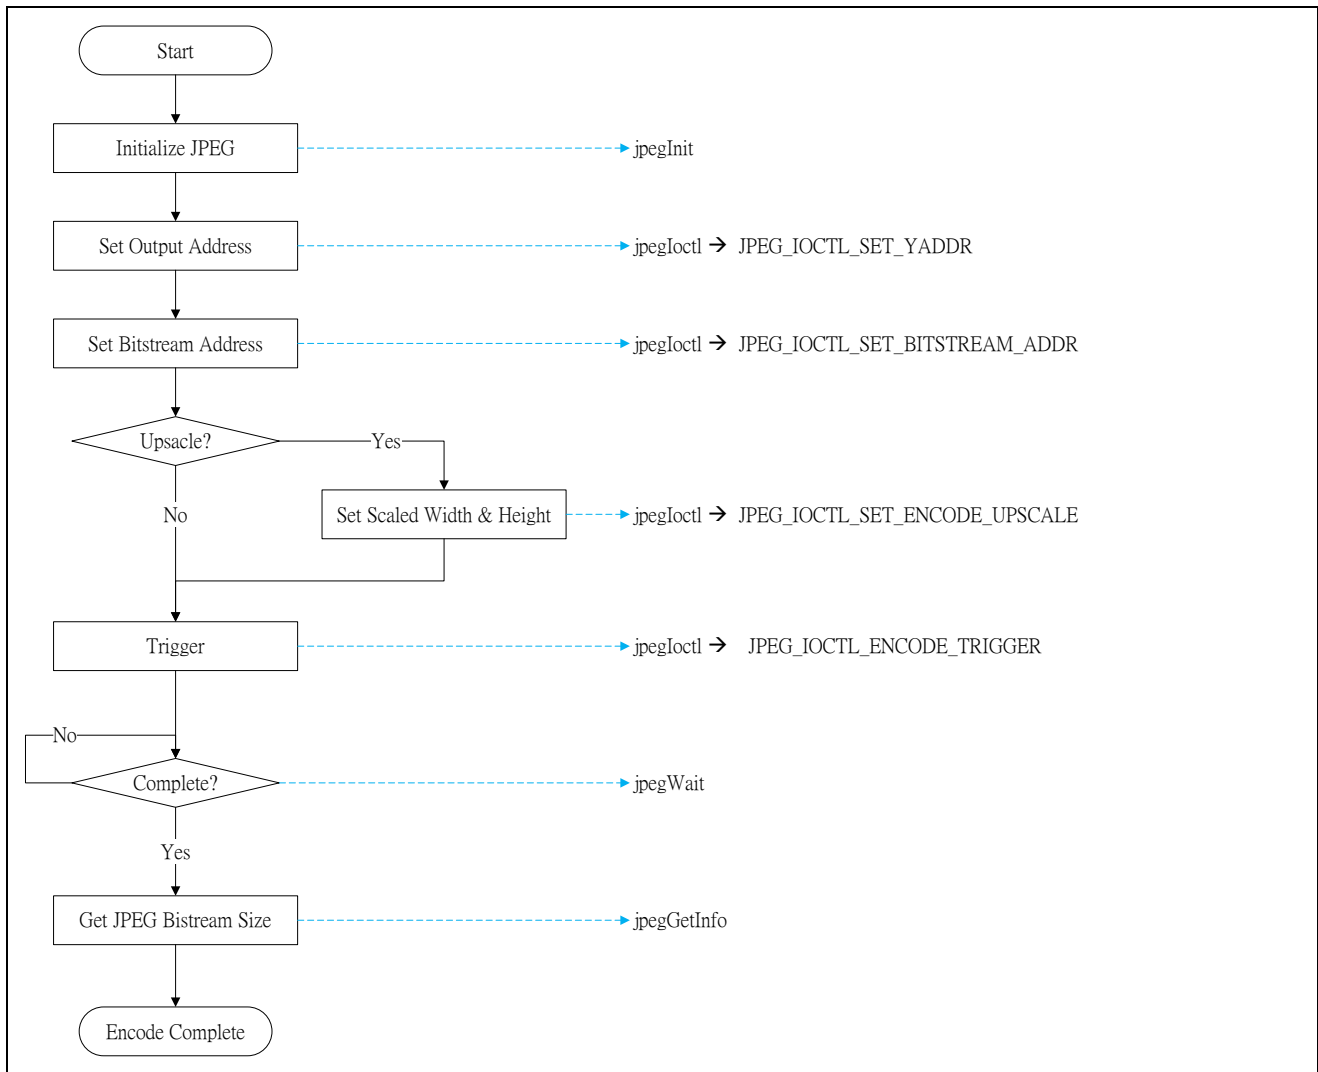 Start
Initialize JPEG
jpegInit
Set Output Address
jpegIoctl → JPEG_IOCTL_SET_YADDR
Set Bitstream Address
jpegIoctl → JPEG_IOCTL_SET_BITSTREAM_ADDR
Upsacle?
Yes
No
Set Scaled Width & Height
jpegIoctl → JPEG_IOCTL_SET_ENCODE_UPSCALE
Trigger
jpegIoctl → JPEG_IOCTL_ENCODE_TRIGGER
No
Complete?
jpegWait
Yes
Get JPEG Bistream Size
jpegGetInfo
Encode Complete